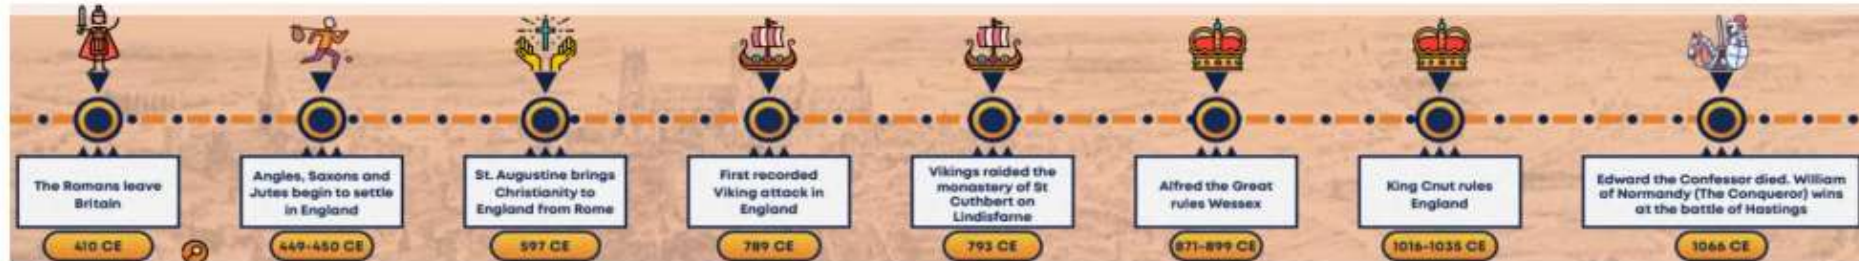 The Romans leave
Britain
410 CE
Angles, Saxons and
Jutes begin to settle
in England
449-450 CE
St. Augustine brings
Christianity to
England from Rome
597 CE
First recorded
Viking attack in
England
789 CE
Vikings raided the
monastery of St
Cuthbert on
Lindisfarne
793 CE
Alfred the Great
rules Wessex
871-899 CE
King Cnut rules
England
1016-1035 CE
Edward the Confessor died. William
of Normandy (The Conqueror) wins
at the battle of Hastings
1066 CE